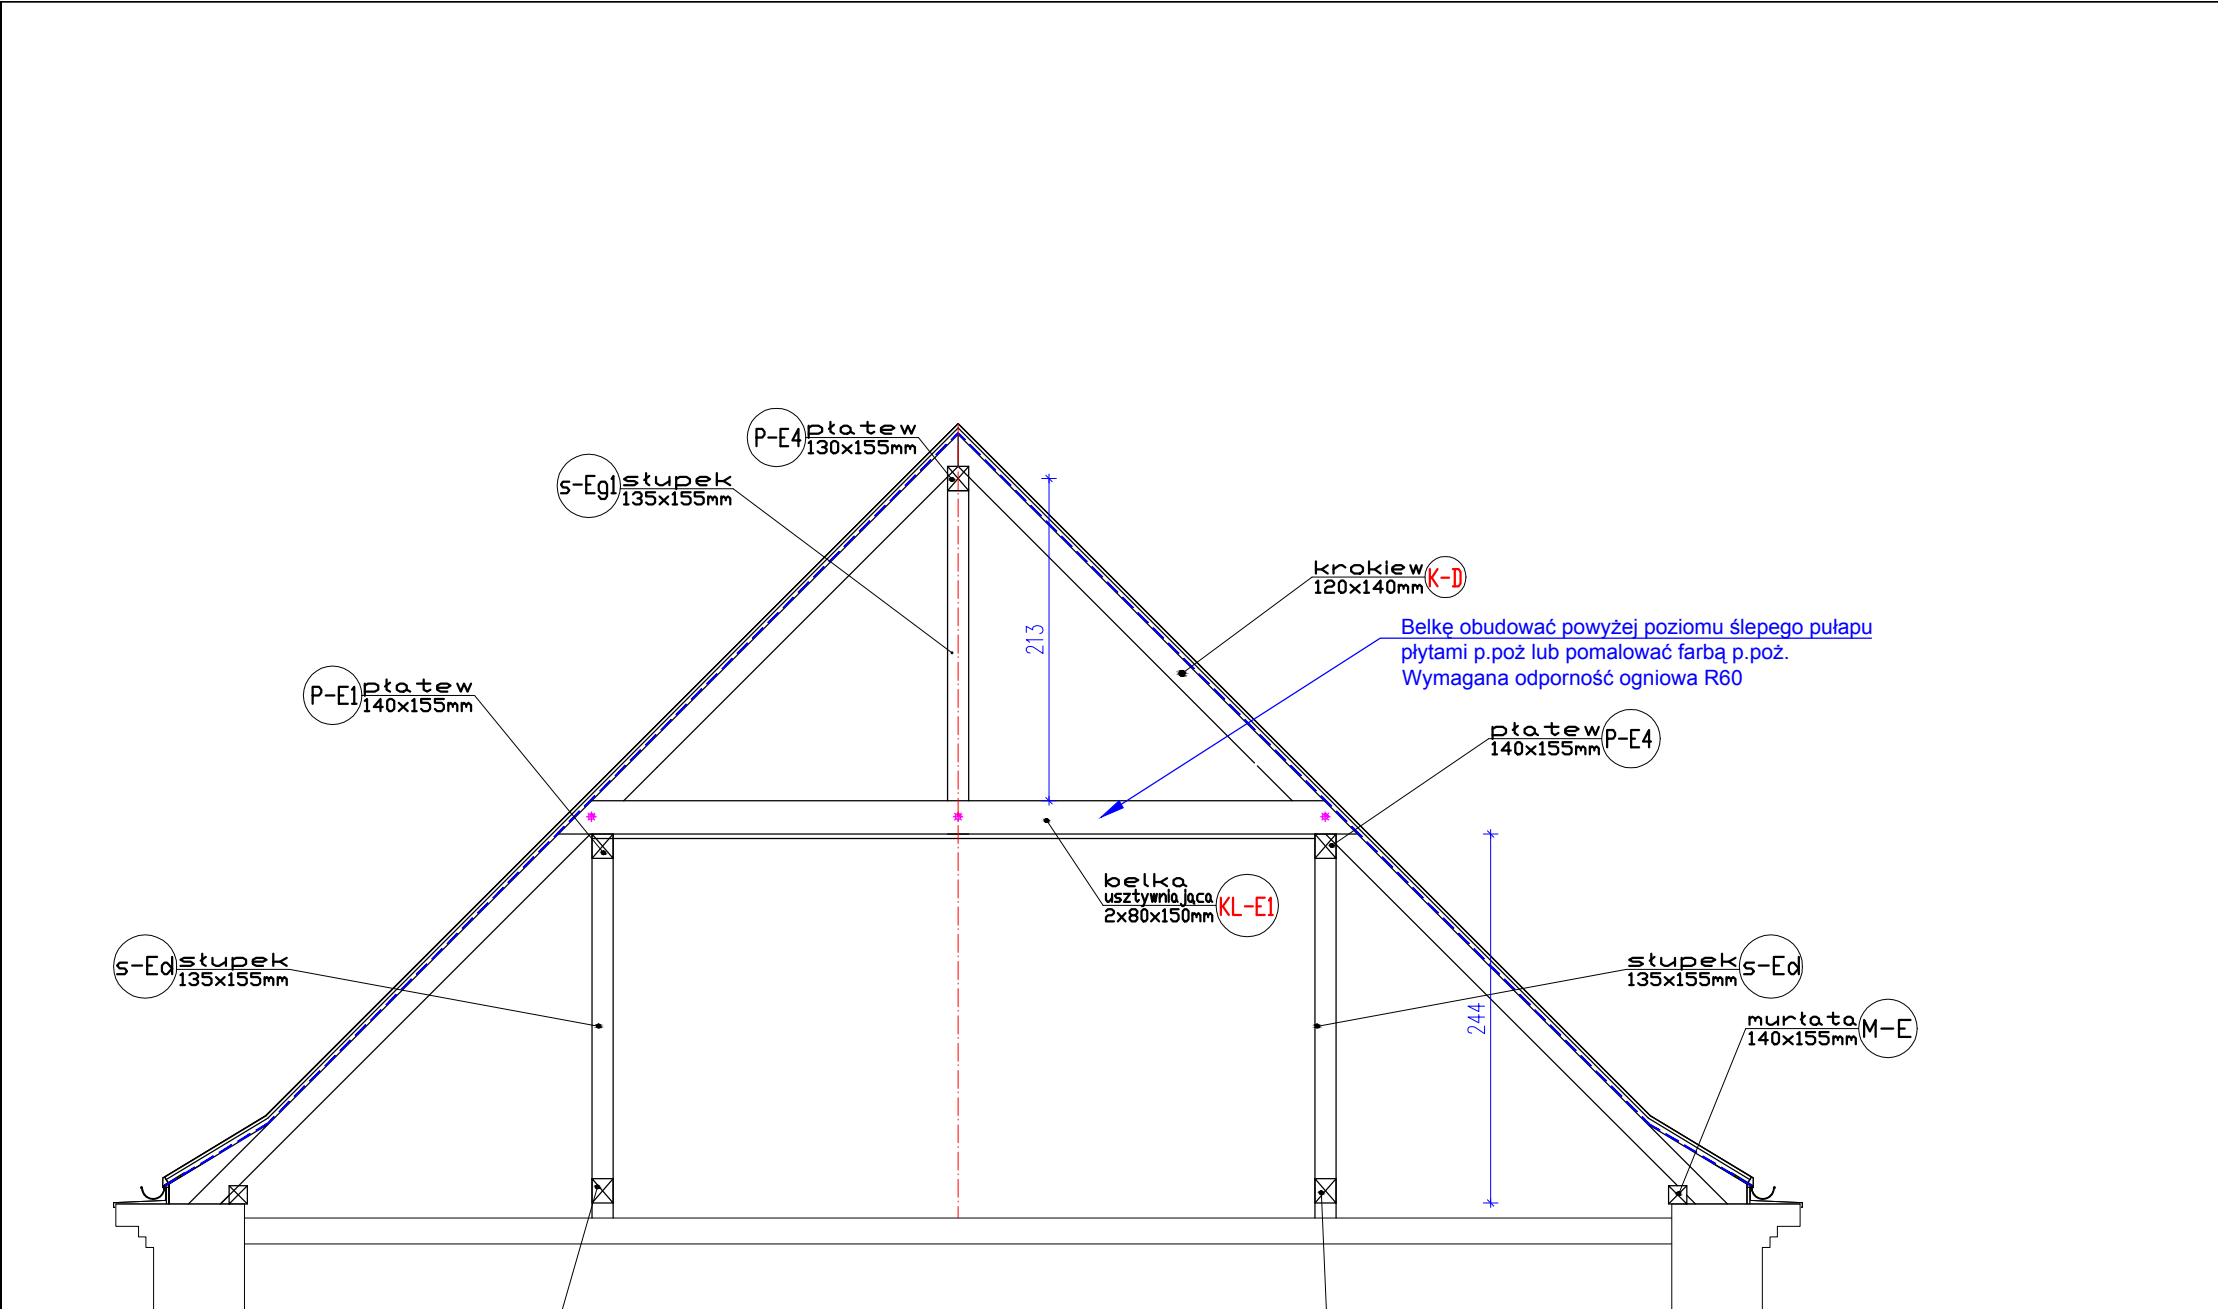 P-E4
płatew
130x155mm
s-Eg1
słupek
135x155mm
krokiew
120x140mm
K-D
213
Belkę obudować powyżej poziomu ślepego pułapu
płytami p.poż lub pomalować farbą p.poż.
Wymagana odporność ogniowa R60
P-E1
płatew
140x155mm
płatew
140x155mm
P-E4
belka
usztywniająca
2x80x150mm
KL-E1
s-Ed
słupek
135x155mm
słupek
135x155mm
s-Ed
244
murłata
140x155mm
M-E